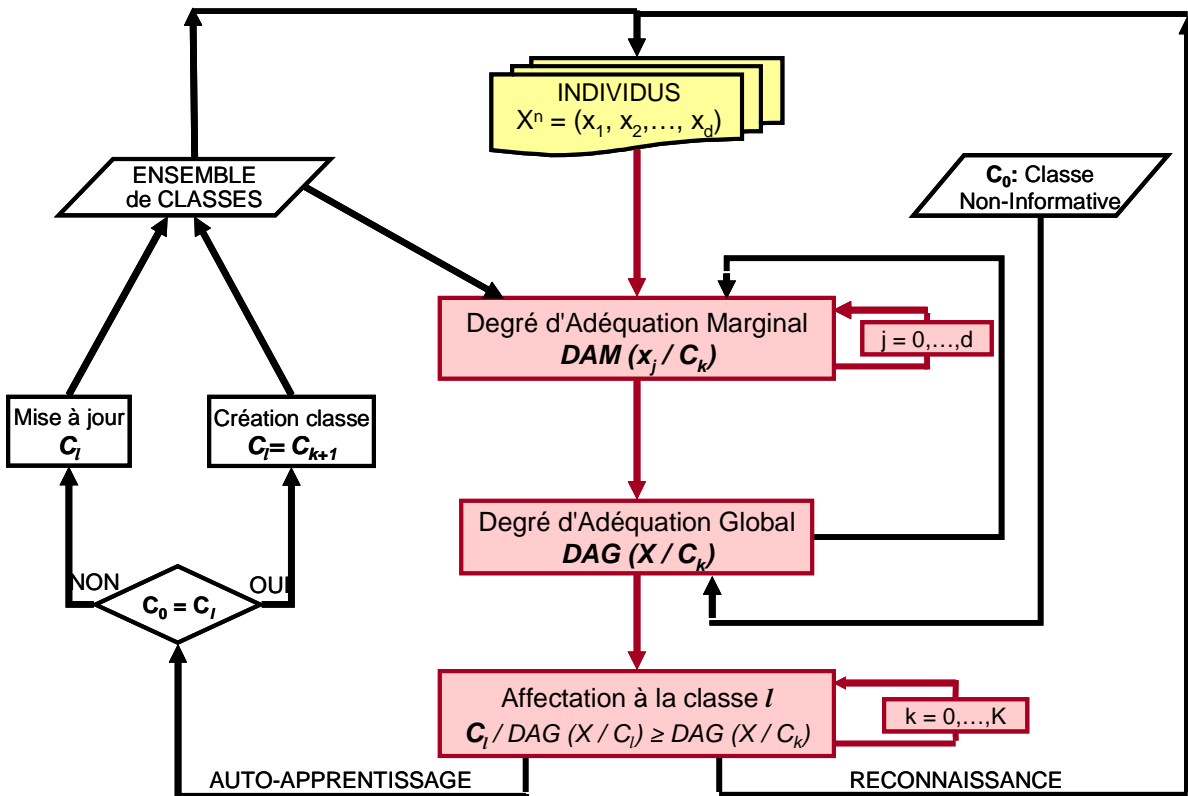 INDIVIDUS
Xⁿ = (x₁, x₂,…, x_d)
ENSEMBLE
de CLASSES
C₀: Classe
Non-Informative
Degré d'Adéquation Marginal
DAM (x_j / C_k)
j = 0,…,d
Mise à jour
C_l
Création classe
C_l= C_{k+1}
Degré d'Adéquation Global
DAG (X / C_k)
NON
OUI
C₀ = C_l
Affectation à la classe l
C_l / DAG (X / C_l) ≥ DAG (X / C_k)
k = 0,…,K
AUTO-APPRENTISSAGE
RECONNAISSANCE